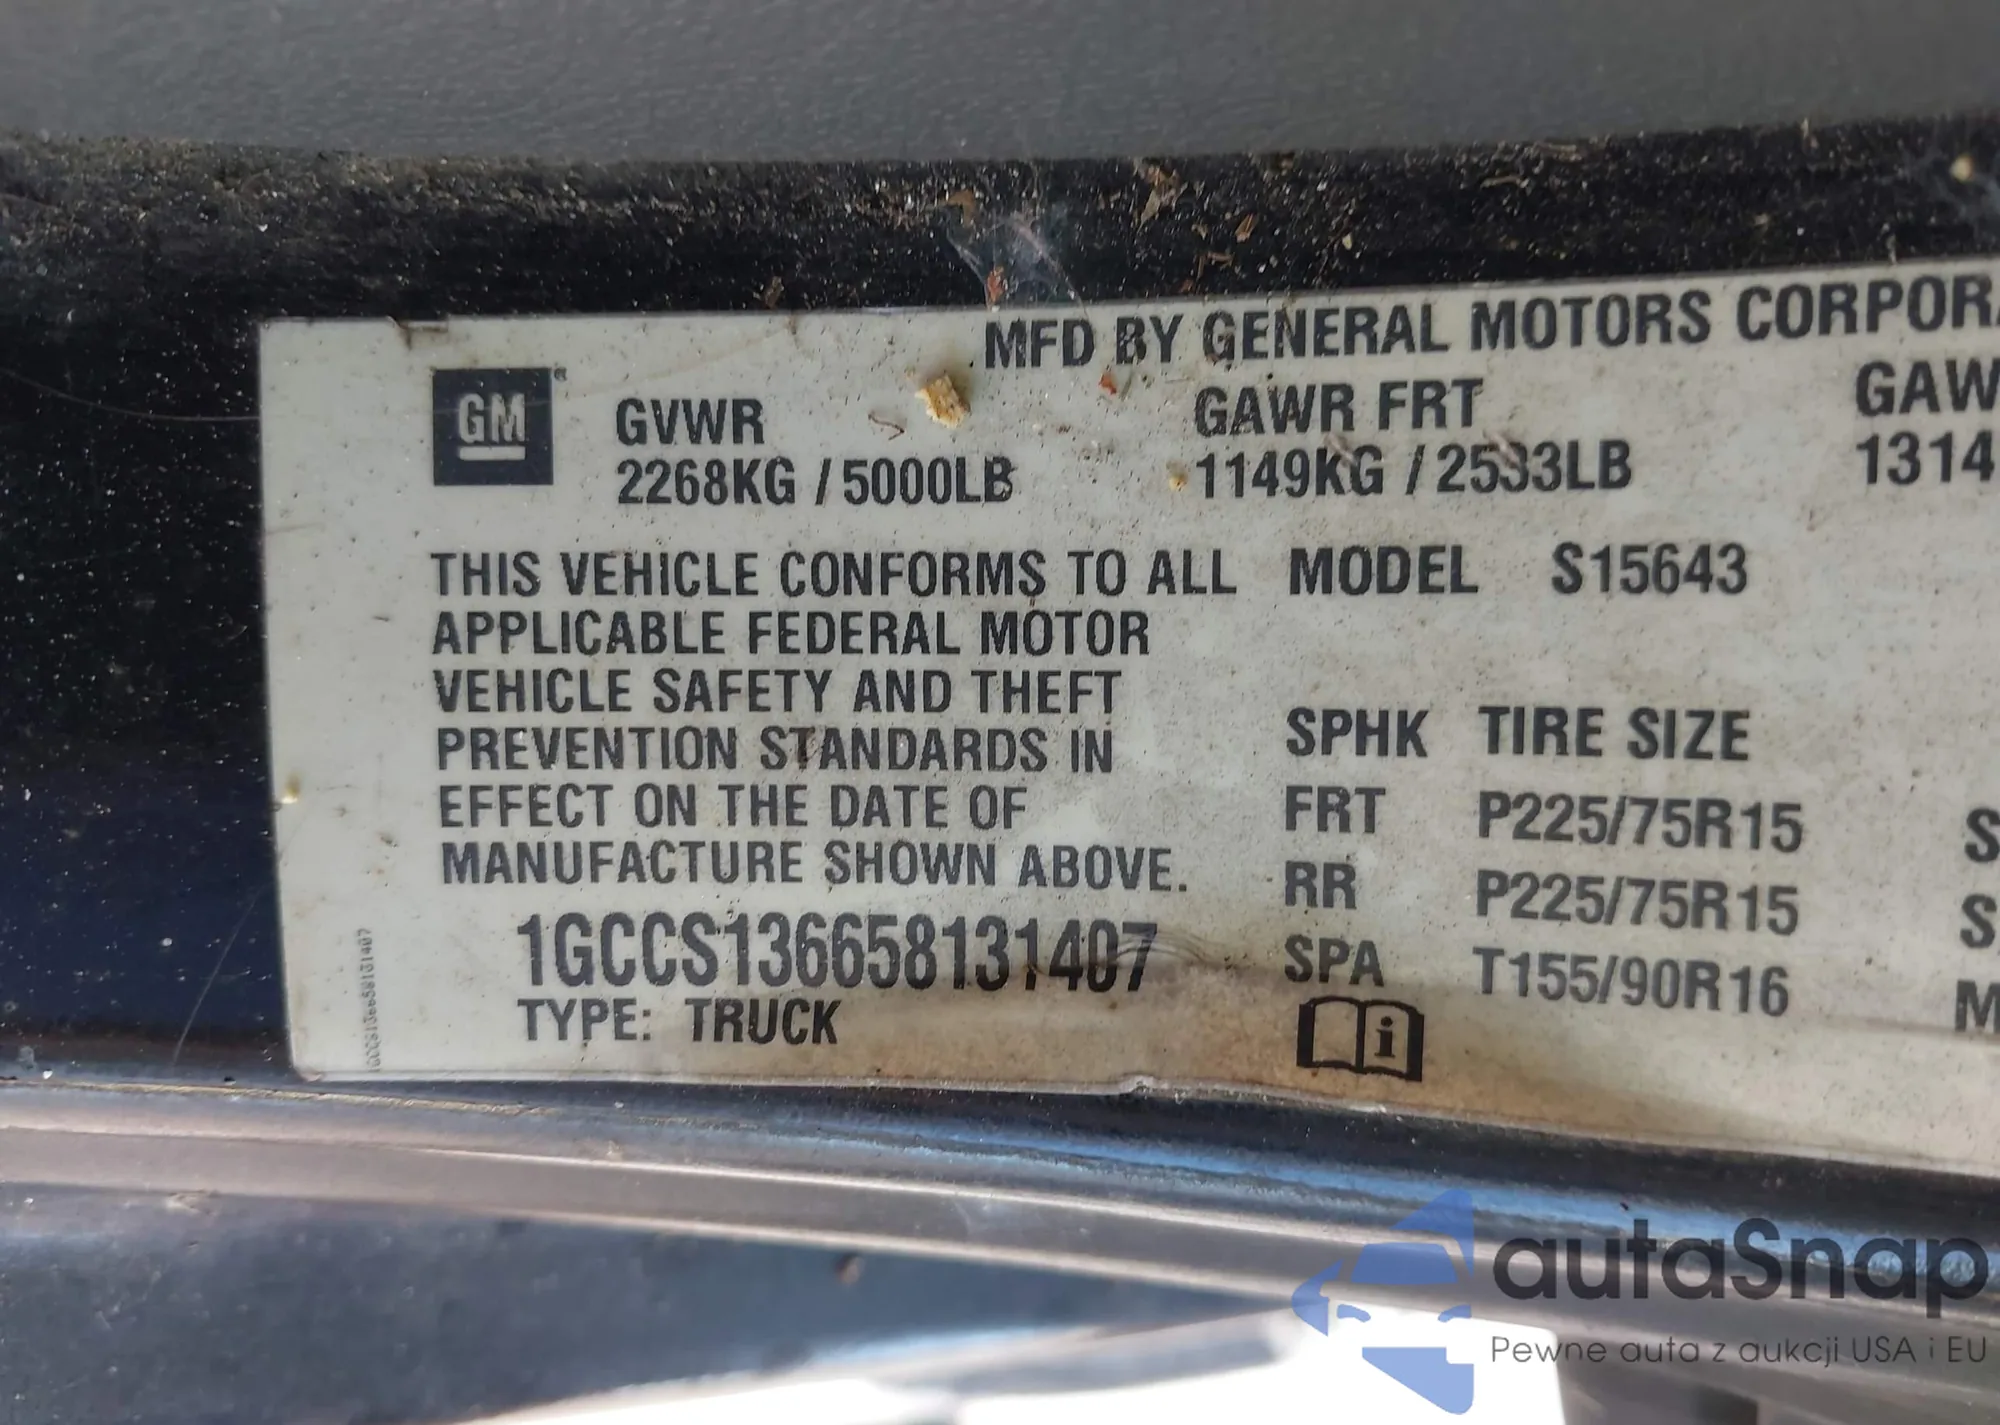 MFD BY GENERAL MOTORS CORPORA
GM
GVWR GAWR FRT GAW
2268KG / 5000LB 1149KG / 2533LB 1314
THIS VEHICLE CONFORMS TO ALL MODEL S15643
APPLICABLE FEDERAL MOTOR
VEHICLE SAFETY AND THEFT
PREVENTION STANDARDS IN SPHK TIRE SIZE
EFFECT ON THE DATE OF FRT P225/75R15 S
MANUFACTURE SHOWN ABOVE. RR P225/75R15 S
1GCCS136658131407 SPA T155/90R16 M
TYPE: TRUCK
i
1GCCS136658131407
autaSnap
Pewne auta z aukcji USA i EU